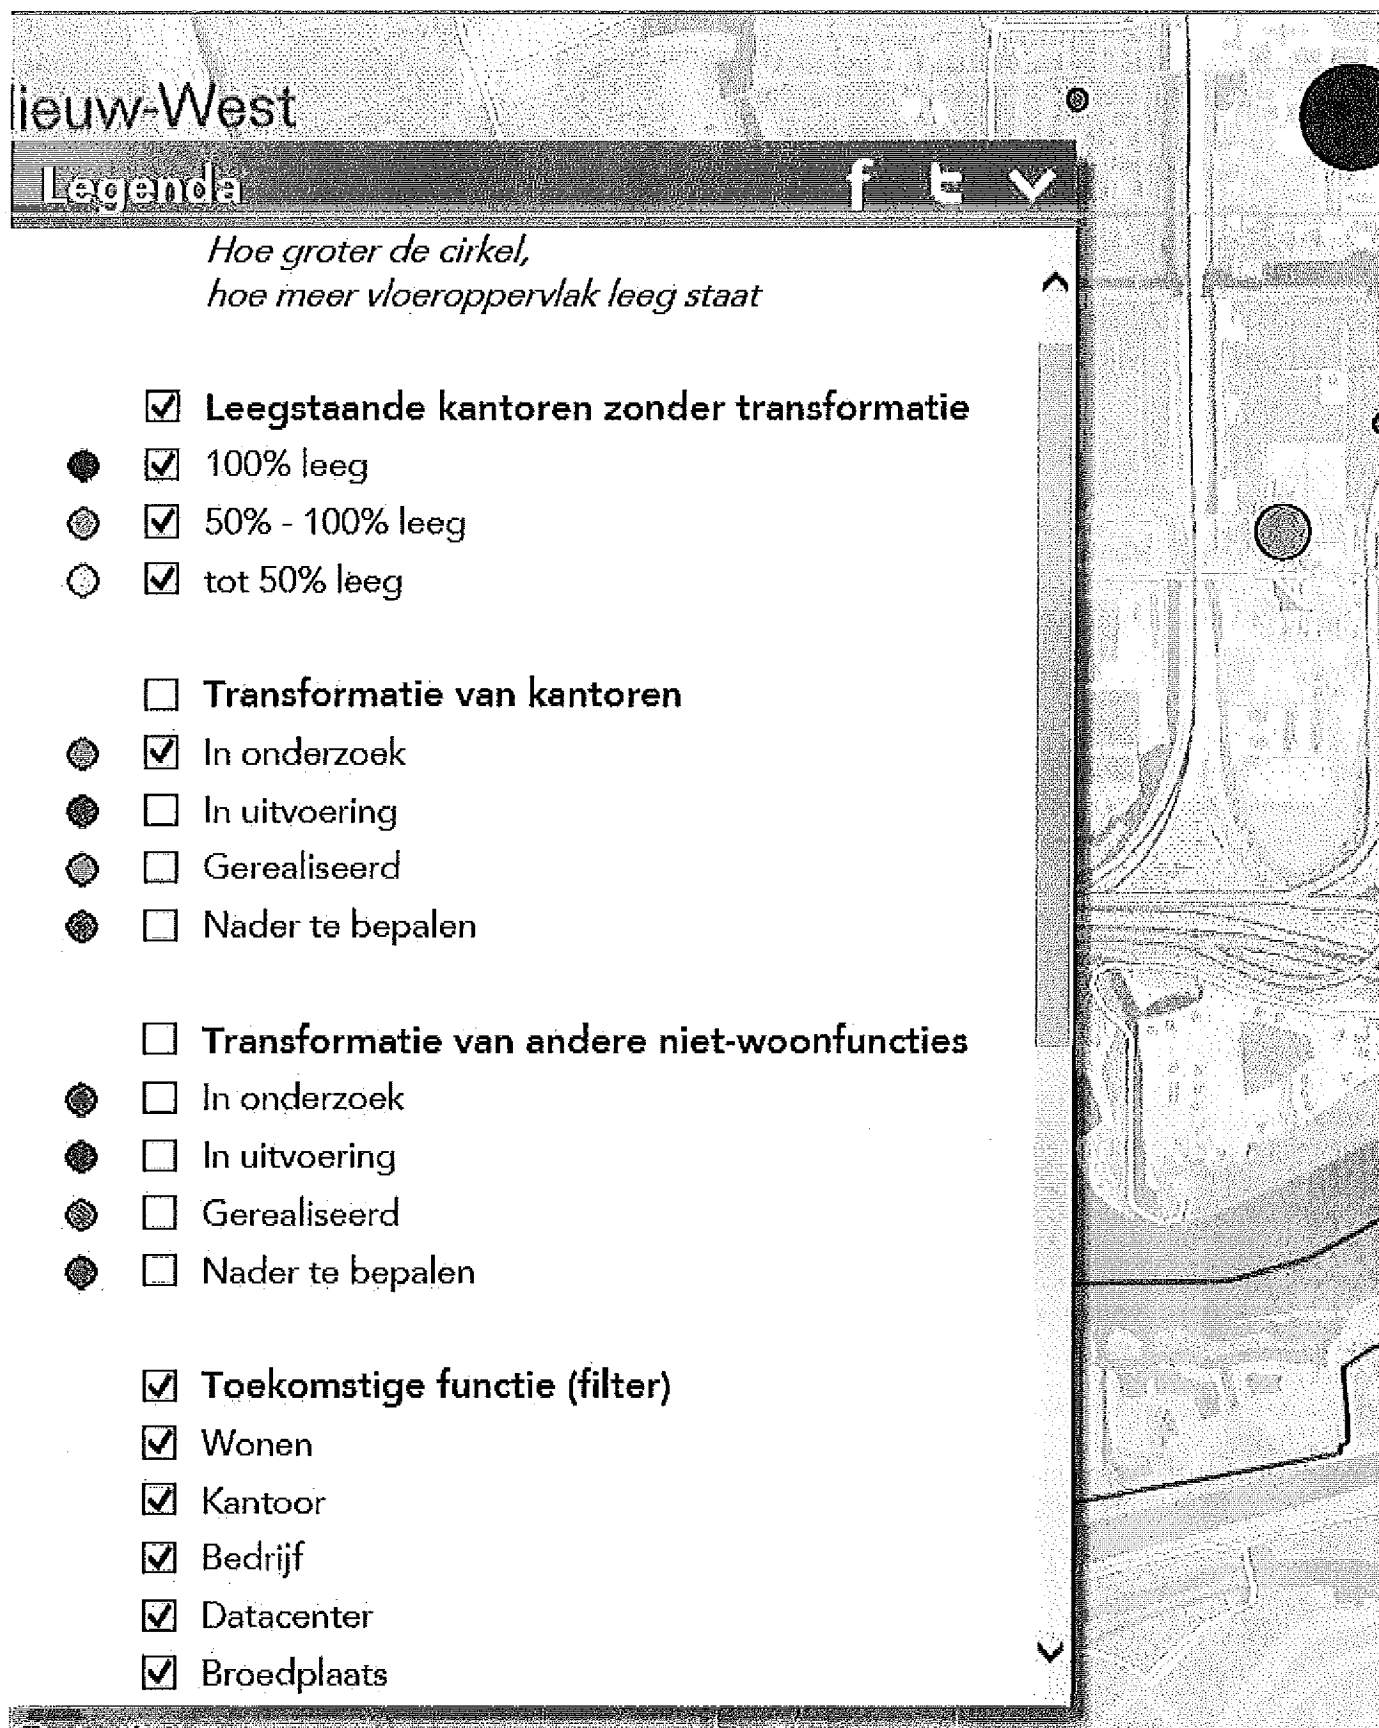 ieuw-West
Legenda
f t
Hoe groter de cirkel,
hoe meer vloeroppervlak leeg staat
Leegstaande kantoren zonder transformatie
100% leeg
50% - 100% leeg
tot 50% leeg
Transformatie van kantoren
In onderzoek
In uitvoering
Gerealiseerd
Nader te bepalen
Transformatie van andere niet-woonfuncties
In onderzoek
In uitvoering
Gerealiseerd
Nader te bepalen
Toekomstige functie (filter)
Wonen
Kantoor
Bedrijf
Datacenter
Broedplaats